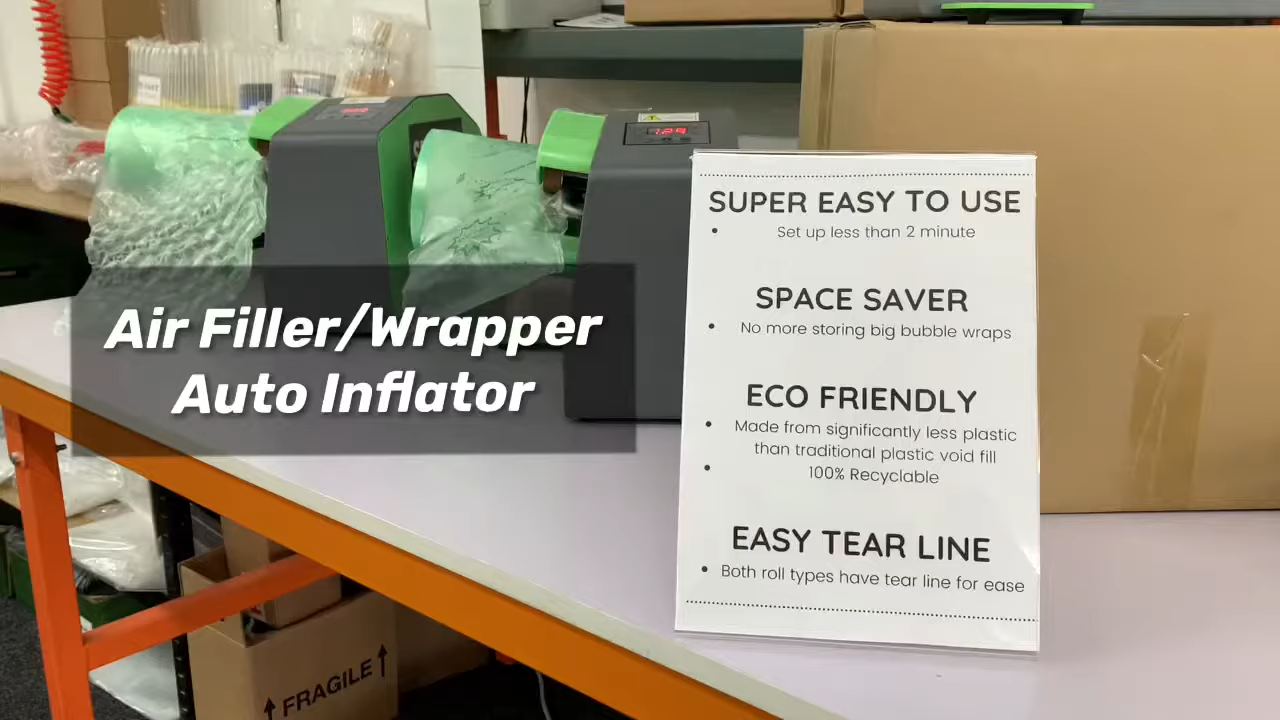 Air Filler/Wrapper
Auto Inflator
SUPER EASY TO USE
• Set up less than 2 minute
SPACE SAVER
• No more storing big bubble wraps
ECO FRIENDLY
• Made from significantly less plastic
than traditional plastic void fill
• 100% Recyclable
EASY TEAR LINE
• Both roll types have tear line for ease
FRAGILE